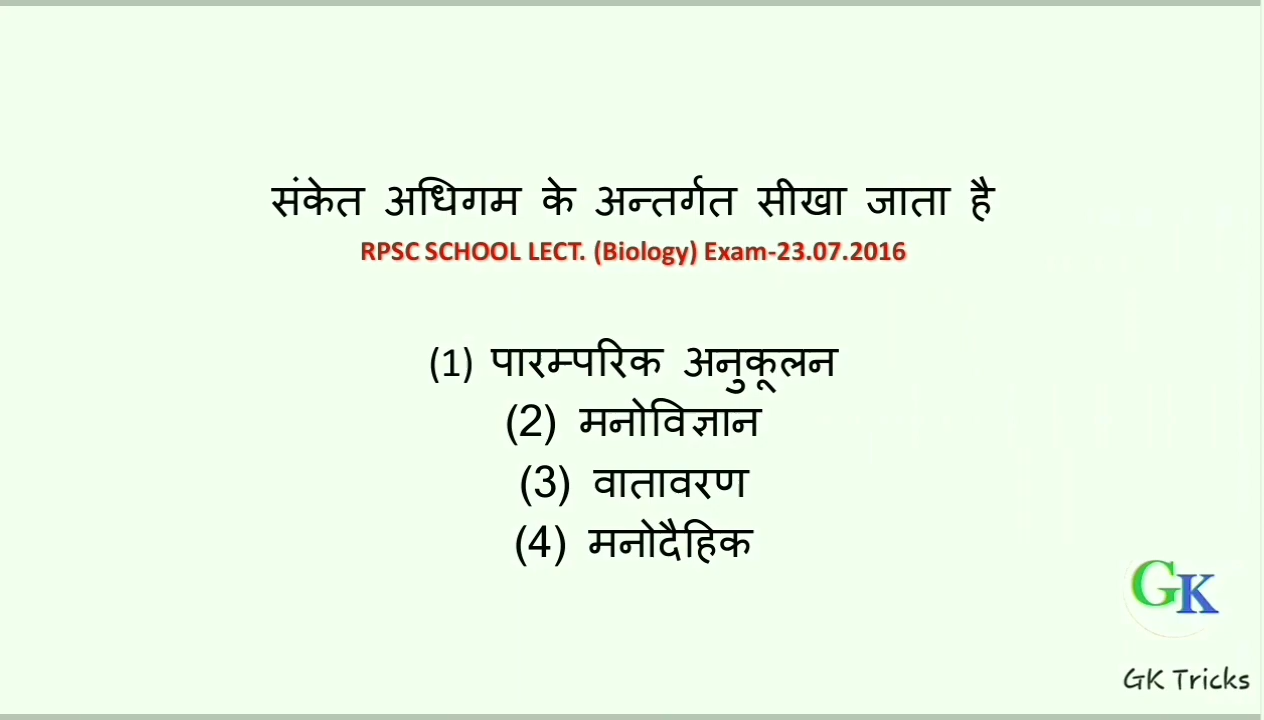 संकेत अधिगम के अन्तर्गत सीखा जाता है
RPSC SCHOOL LECT. (Biology) Exam-23.07.2016
(1) पारम्परिक अनुकूलन
(2) मनोविज्ञान
(3) वातावरण
(4) मनोदैहिक
GK
GK Tricks